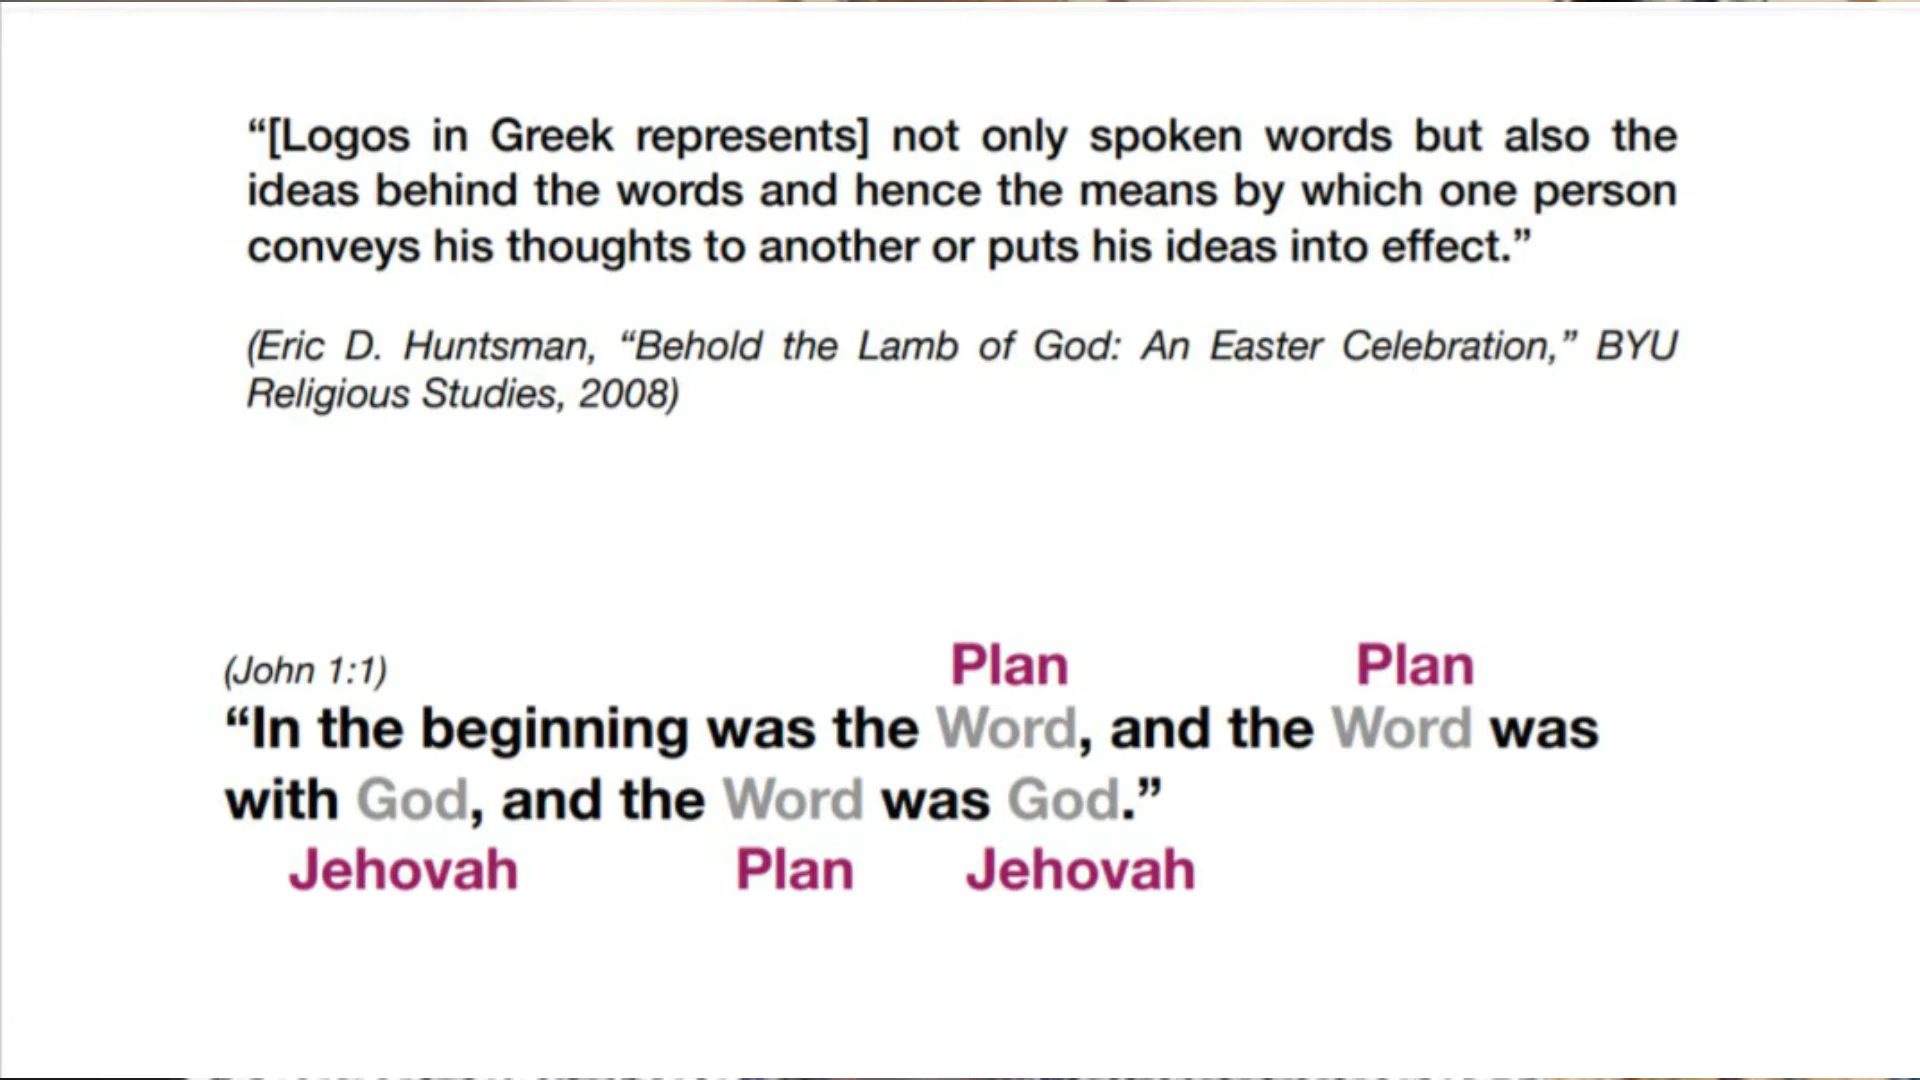 “[Logos in Greek represents] not only spoken words but also the
ideas behind the words and hence the means by which one person
conveys his thoughts to another or puts his ideas into effect.”
(Eric D. Huntsman, “Behold the Lamb of God: An Easter Celebration,” BYU
Religious Studies, 2008)
(John 1:1)
Plan Plan
“In the beginning was the Word, and the Word was
with God, and the Word was God.”
Jehovah Plan Jehovah